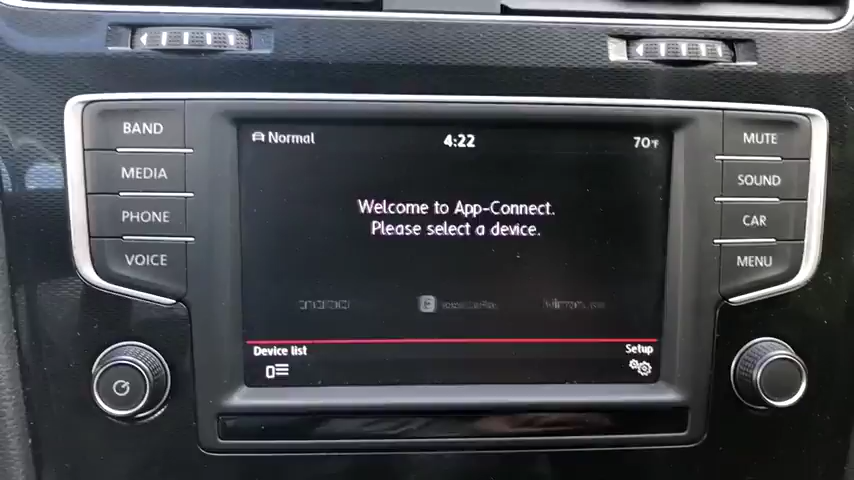 BAND
MEDIA
PHONE
VOICE
Normal
4:22
70°F
Welcome to App-Connect.
Please select a device.
Device list
Setup
MUTE
SOUND
CAR
MENU